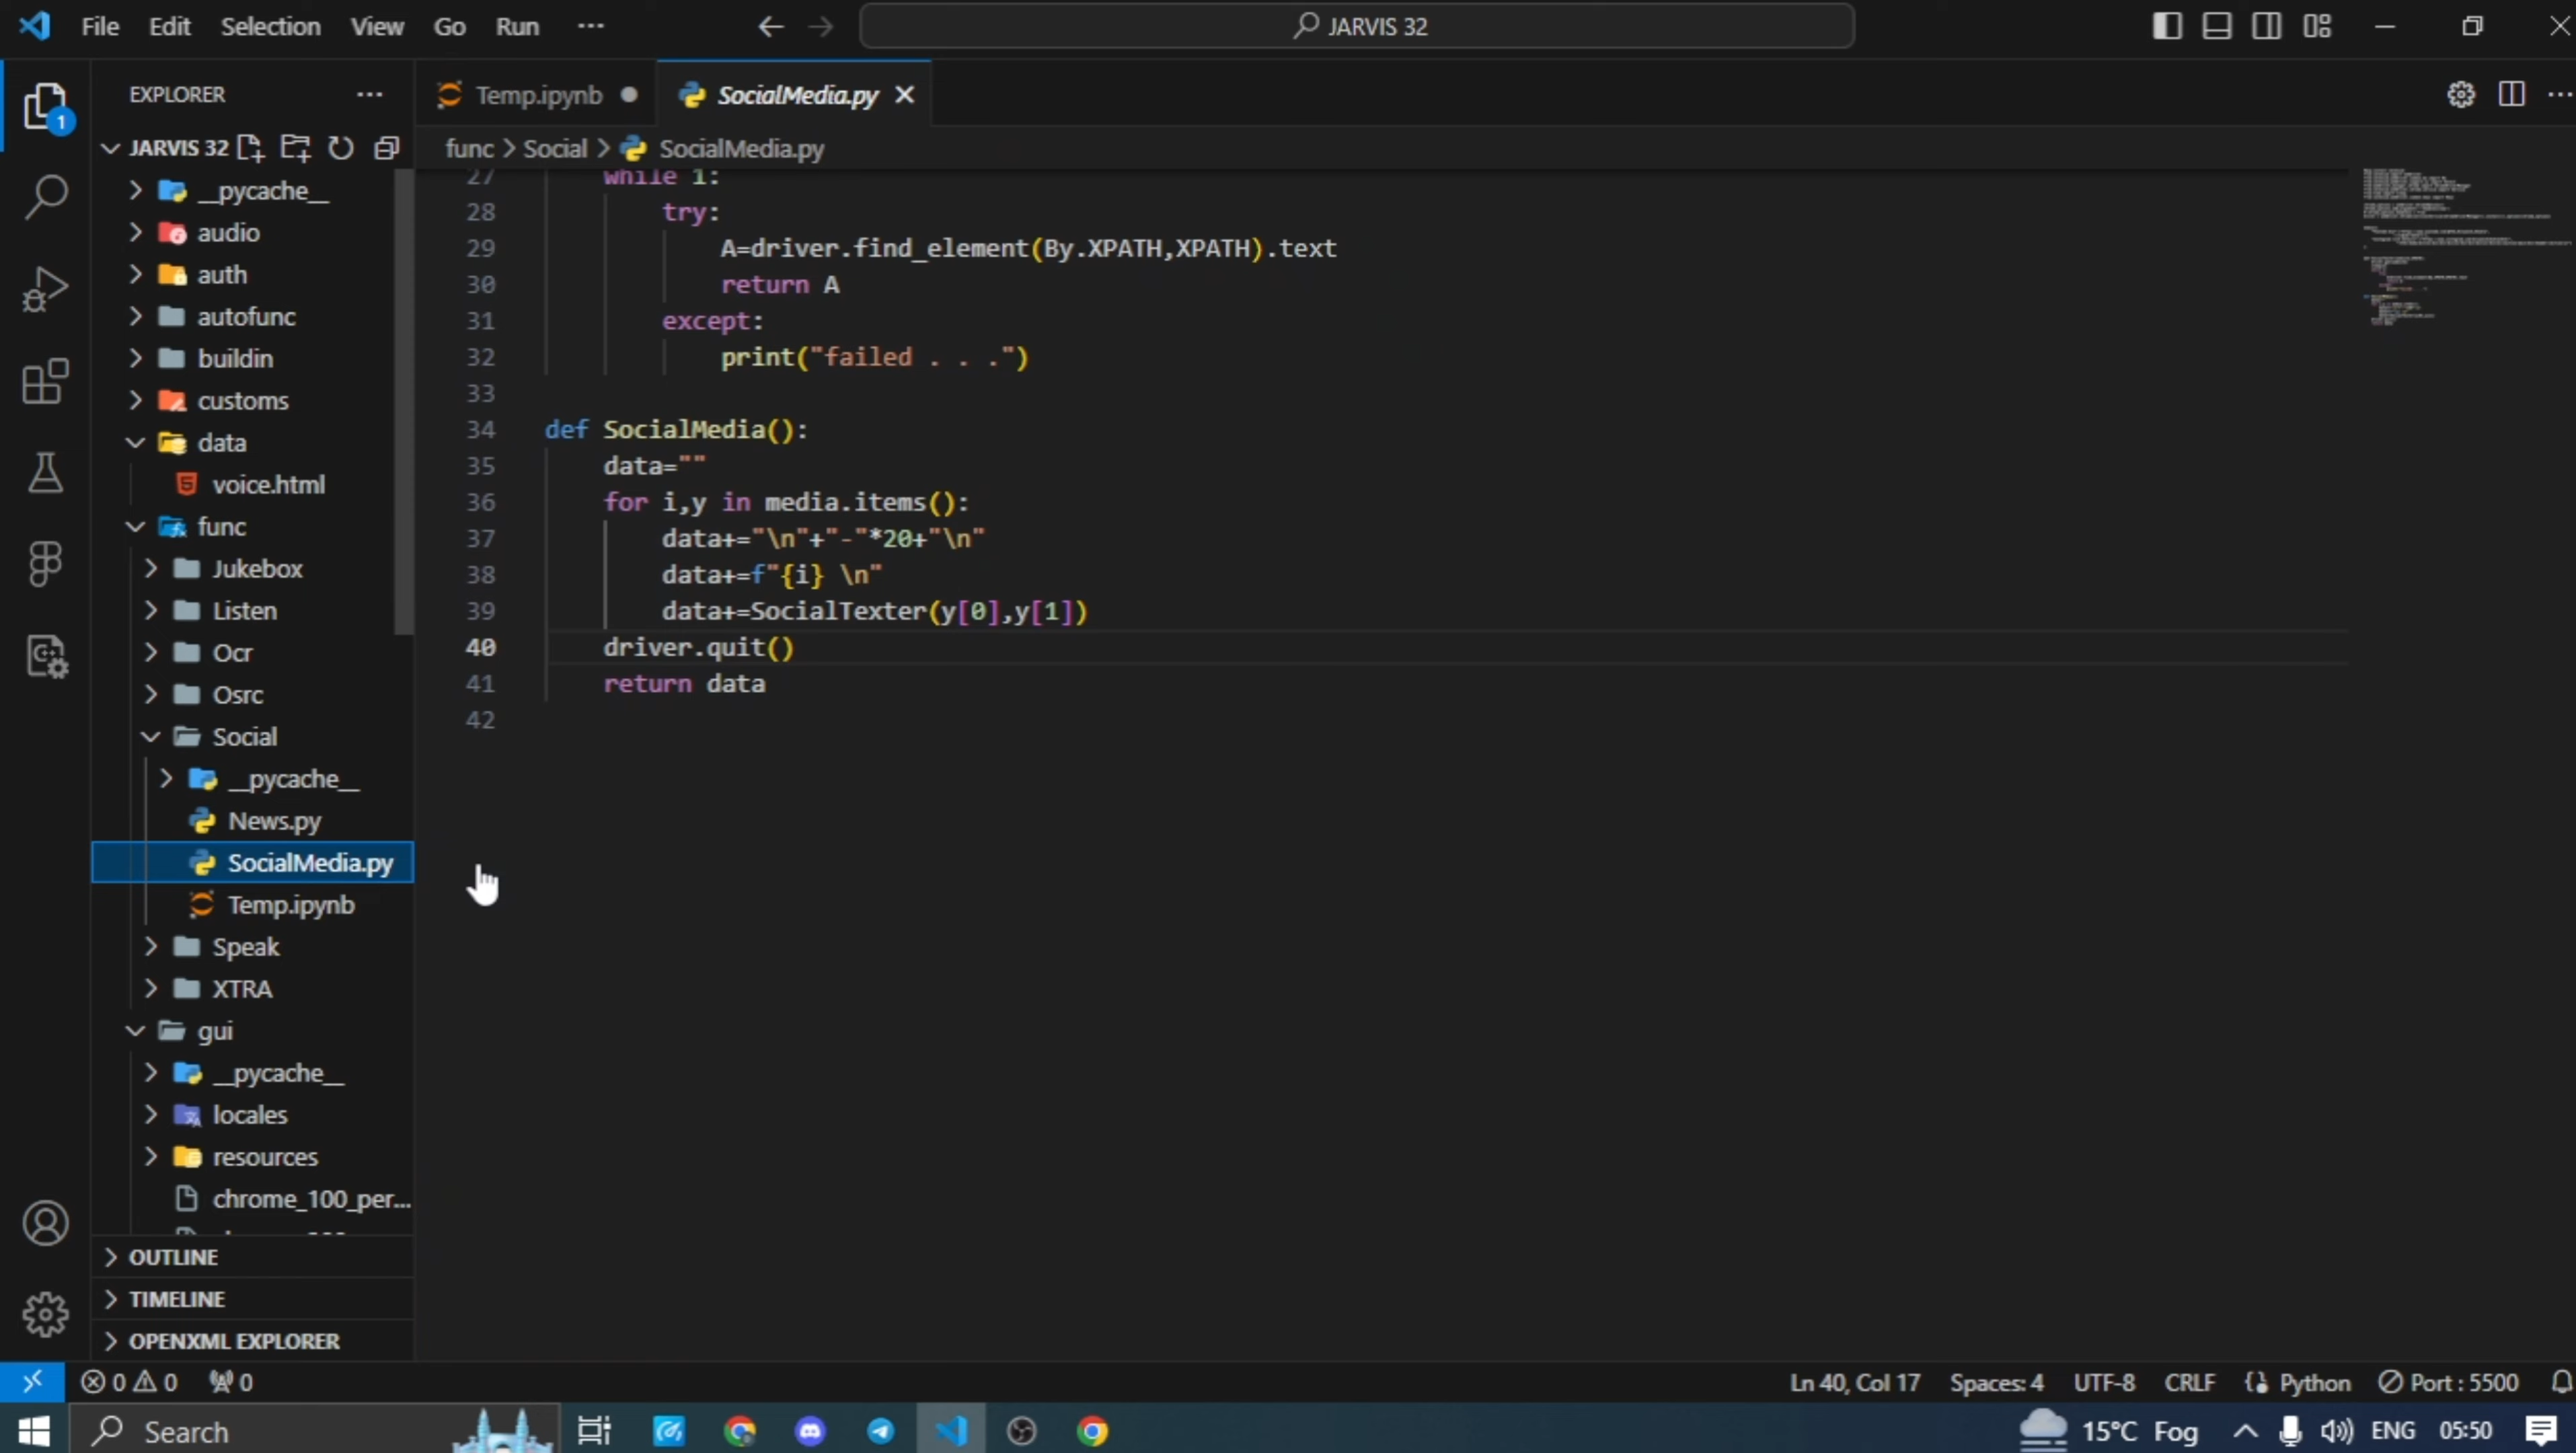 File Edit Selection View Go Run ··· JARVIS 32
EXPLORER ···
Temp.ipynb
SocialMedia.py
1
JARVIS 32
func > Social > SocialMedia.py
__pycache__
audio
auth
autofunc
buildin
customs
data
voice.html
func
Jukebox
Listen
Ocr
Osrc
Social
__pycache__
News.py
SocialMedia.py
Temp.ipynb
Speak
XTRA
gui
__pycache__
locales
resources
chrome_100_per...
OUTLINE
TIMELINE
OPENXML EXPLORER
27 while 1:
28 try:
29 A=driver.find_element(By.XPATH,XPATH).text
30 return A
31 except:
32 print("failed . . .")
33
34 def SocialMedia():
35 data=""
36 for i,y in media.items():
37 data+="\n"+"-"*20+"\n"
38 data+=f"{i} \n"
39 data+=SocialTexter(y[0],y[1])
40 driver.quit()
41 return data
42
0 0 0 Ln 40, Col 17 Spaces: 4 UTF-8 CRLF Python Port : 5500
Search 15°C Fog ENG 05:50